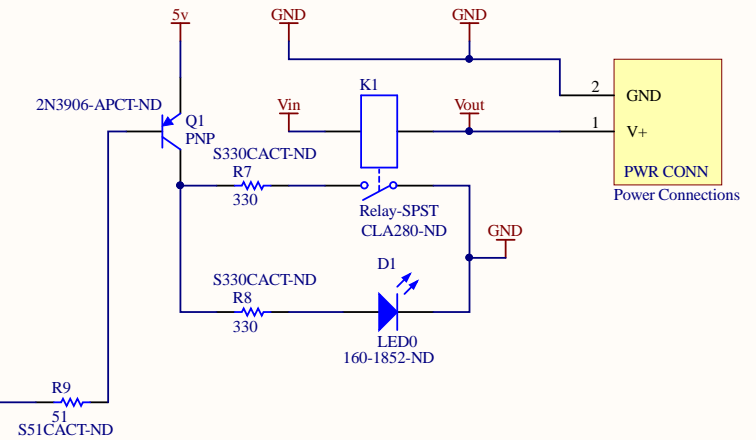 5v
GND
GND
K1
2
GND
2N3906-APCT-ND
Vin
Vout
Q1
PNP
1
V+
S330CACT-ND
R7
330
PWR CONN
Power Connections
Relay-SPST
CLA280-ND
GND
D1
S330CACT-ND
R8
330
LED0
160-1852-ND
R9
51
S51CACT-ND